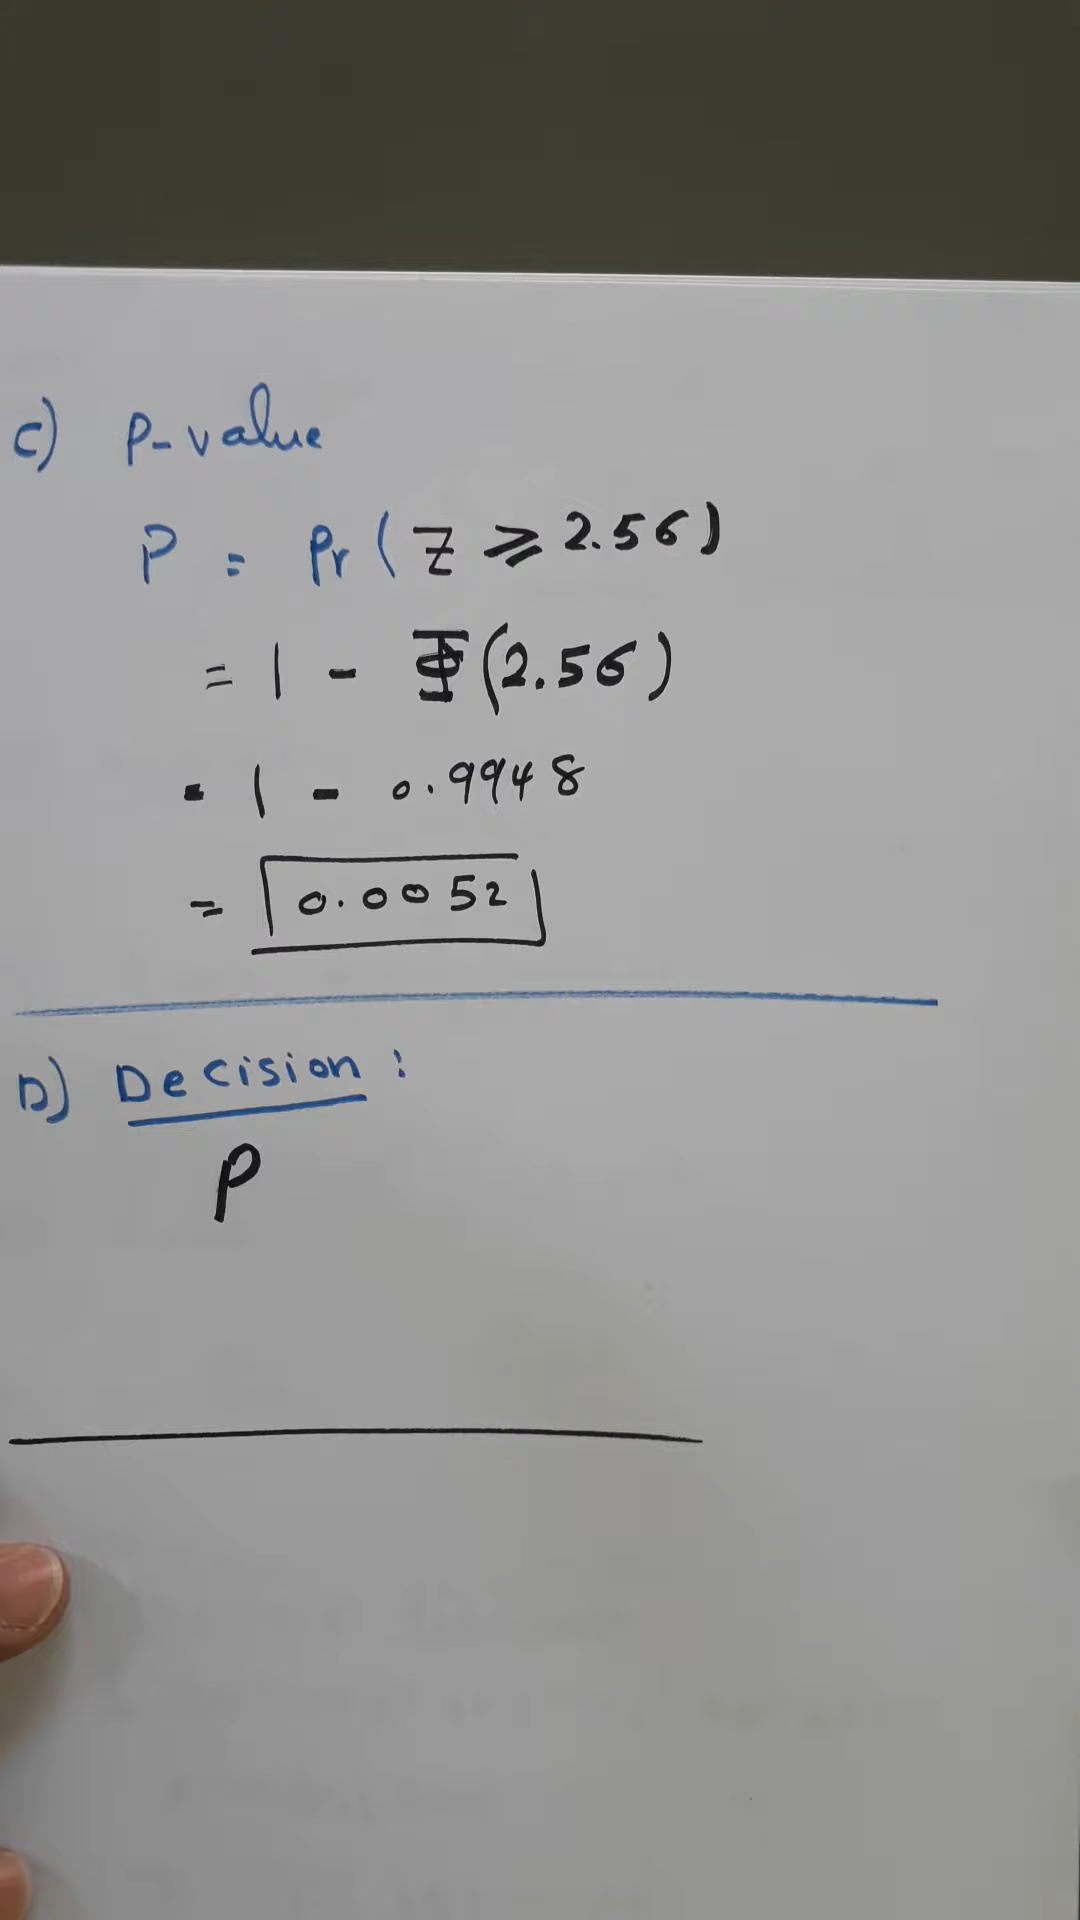 c) P-value
P = Pr(Z ⩾ 2.56)
= 1 - Φ(2.56)
= 1 - 0.9948
= 0.0052
D) Decision:
P